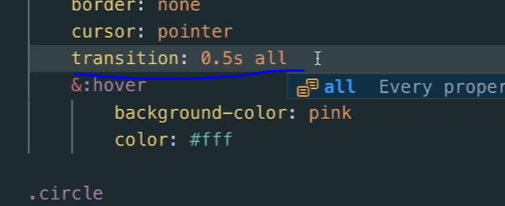 border: none
cursor: pointer
transition: 0.5s all
all Every proper
&:hover
background-color: pink
color: #fff
.circle